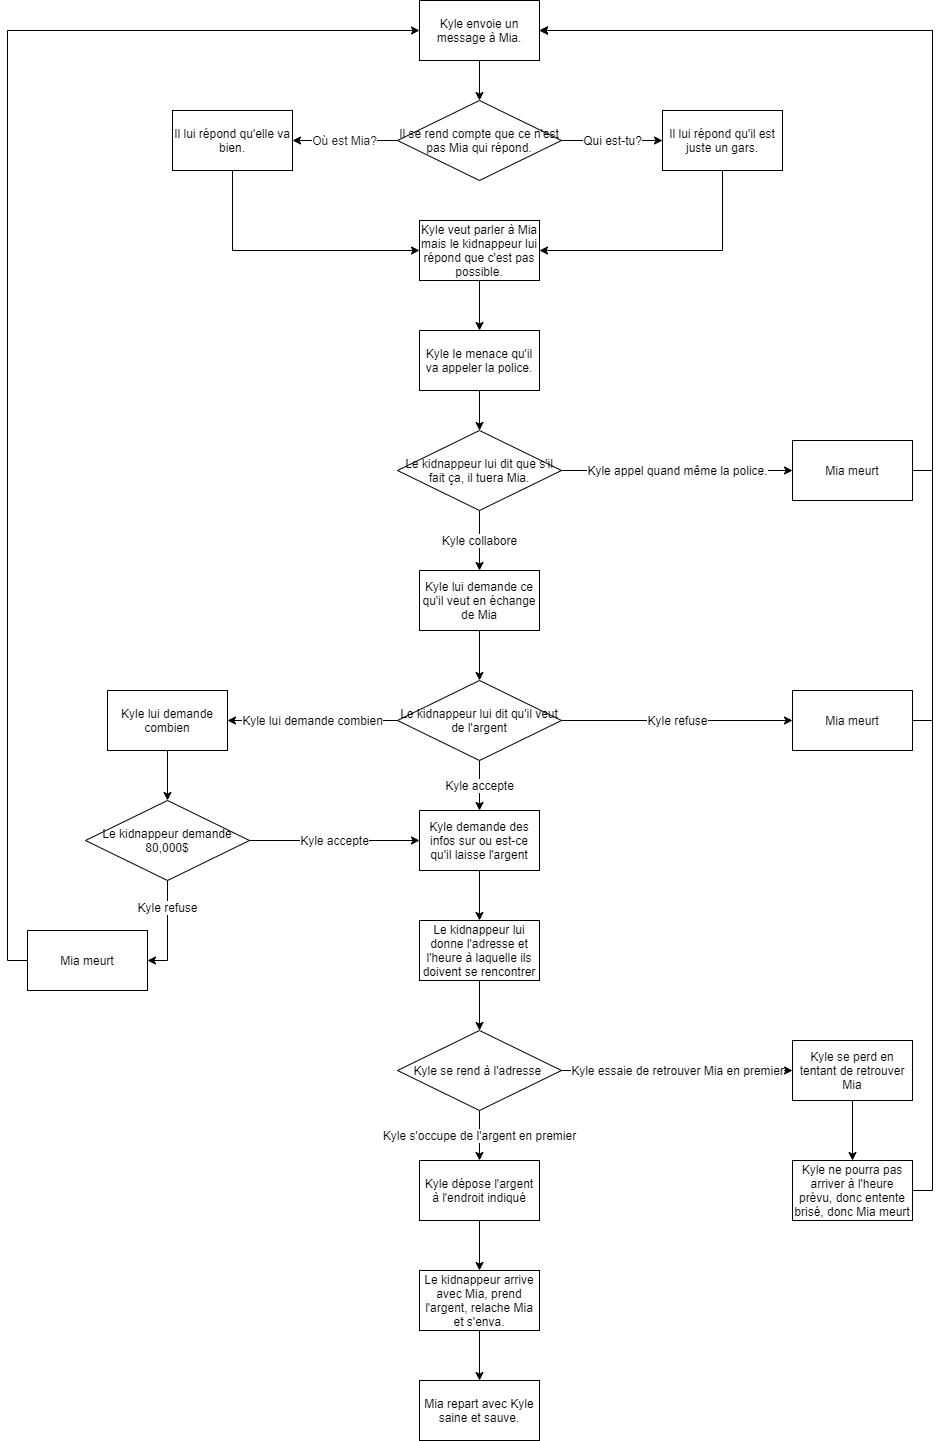 Kyle envoie un
message à Mia.
Il lui répond qu'elle va
bien.
Où est Mia?
Il se rend compte que ce n'est
pas Mia qui répond.
Qui est-tu?
Il lui répond qu'il est
juste un gars.
Kyle veut parler à Mia
mais le kidnappeur lui
répond que c'est pas
possible.
Kyle le menace qu'il
va appeler la police.
Le kidnappeur lui dit que s'il
fait ça, il tuera Mia.
Kyle appel quand même la police.
Mia meurt
Kyle collabore
Kyle lui demande ce
qu'il veut en échange
de Mia
Kyle lui demande
combien
Kyle lui demande combien
Le kidnappeur lui dit qu'il veut
de l'argent
Kyle refuse
Mia meurt
Kyle accepte
Le kidnappeur demande
80,000$
Kyle accepte
Kyle demande des
infos sur ou est-ce
qu'il laisse l'argent
Kyle refuse
Mia meurt
Le kidnappeur lui
donne l'adresse et
l'heure à laquelle ils
doivent se rencontrer
Kyle se rend à l'adresse
Kyle essaie de retrouver Mia en premier
Kyle se perd en
tentant de retrouver
Mia
Kyle s'occupe de l'argent en premier
Kyle dépose l'argent
à l'endroit indiqué
Kyle ne pourra pas
arriver à l'heure
prévu, donc entente
brisé, donc Mia meurt
Le kidnappeur arrive
avec Mia, prend
l'argent, relache Mia
et s'enva.
Mia repart avec Kyle
saine et sauve.